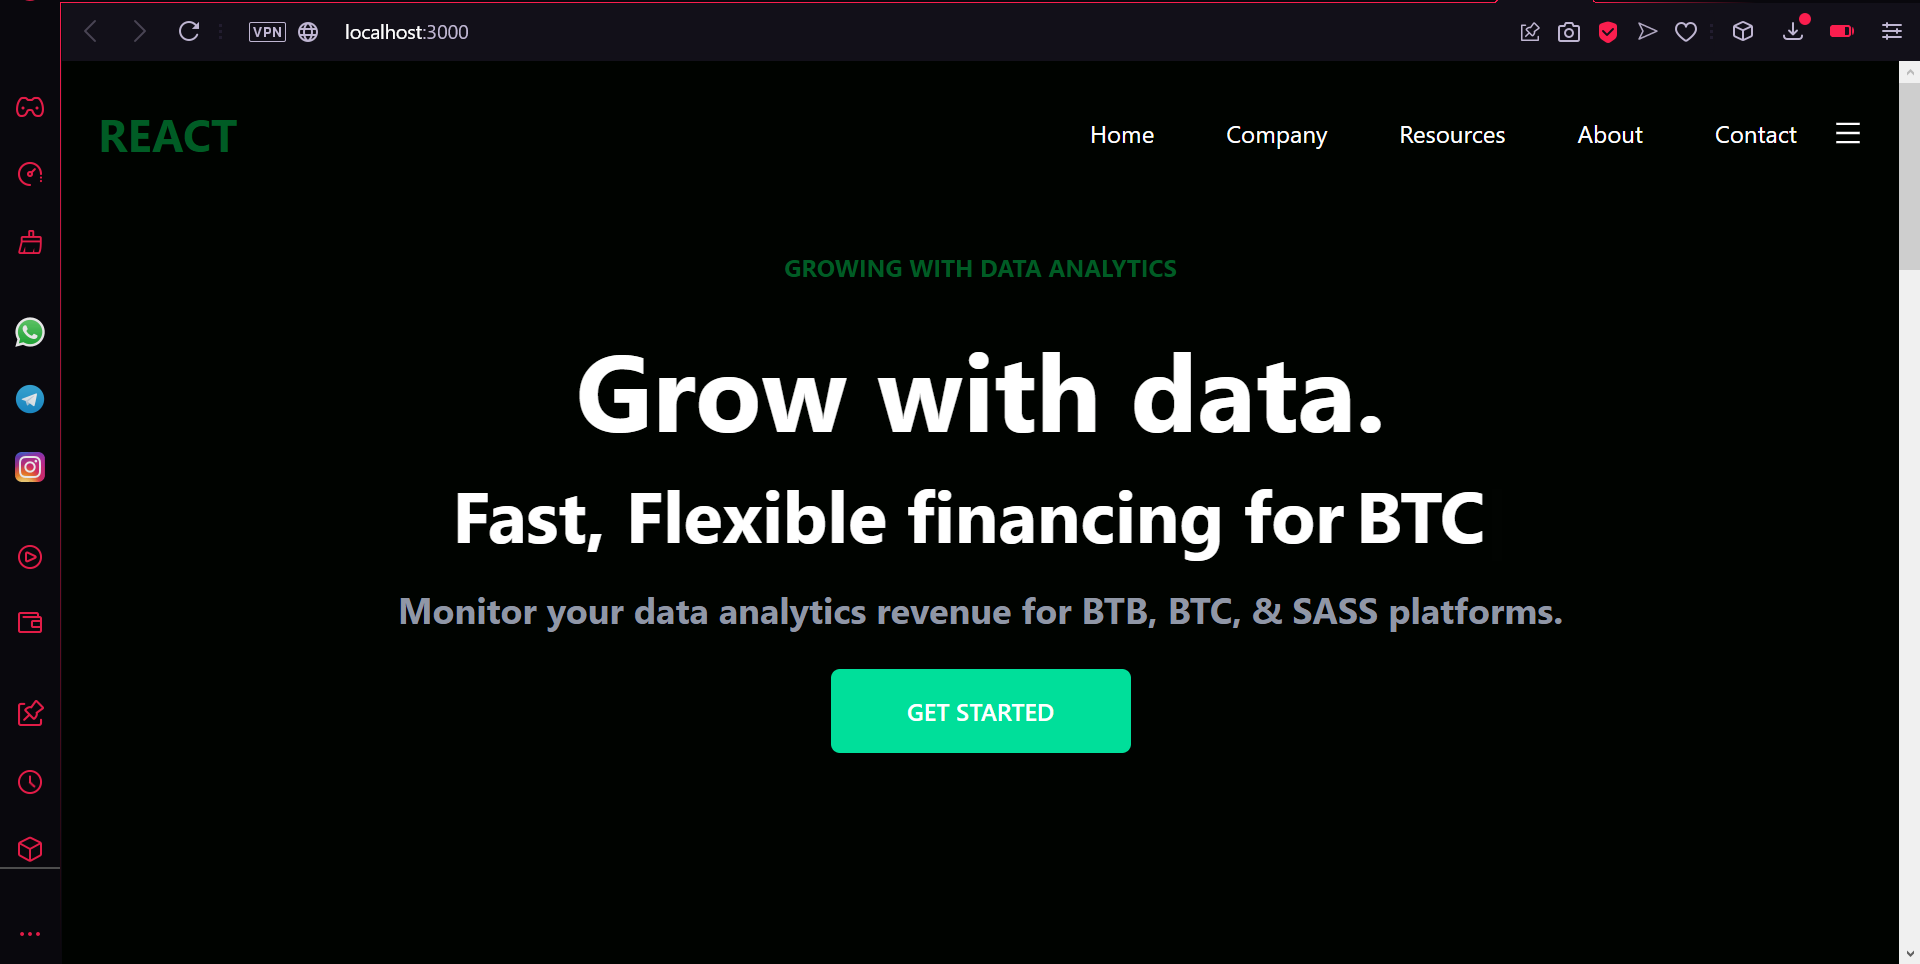 VPN
localhost:3000
REACT
Home Company Resources About Contact
GROWING WITH DATA ANALYTICS
Grow with data.
Fast, Flexible financing for BTC
Monitor your data analytics revenue for BTB, BTC, & SASS platforms.
GET STARTED